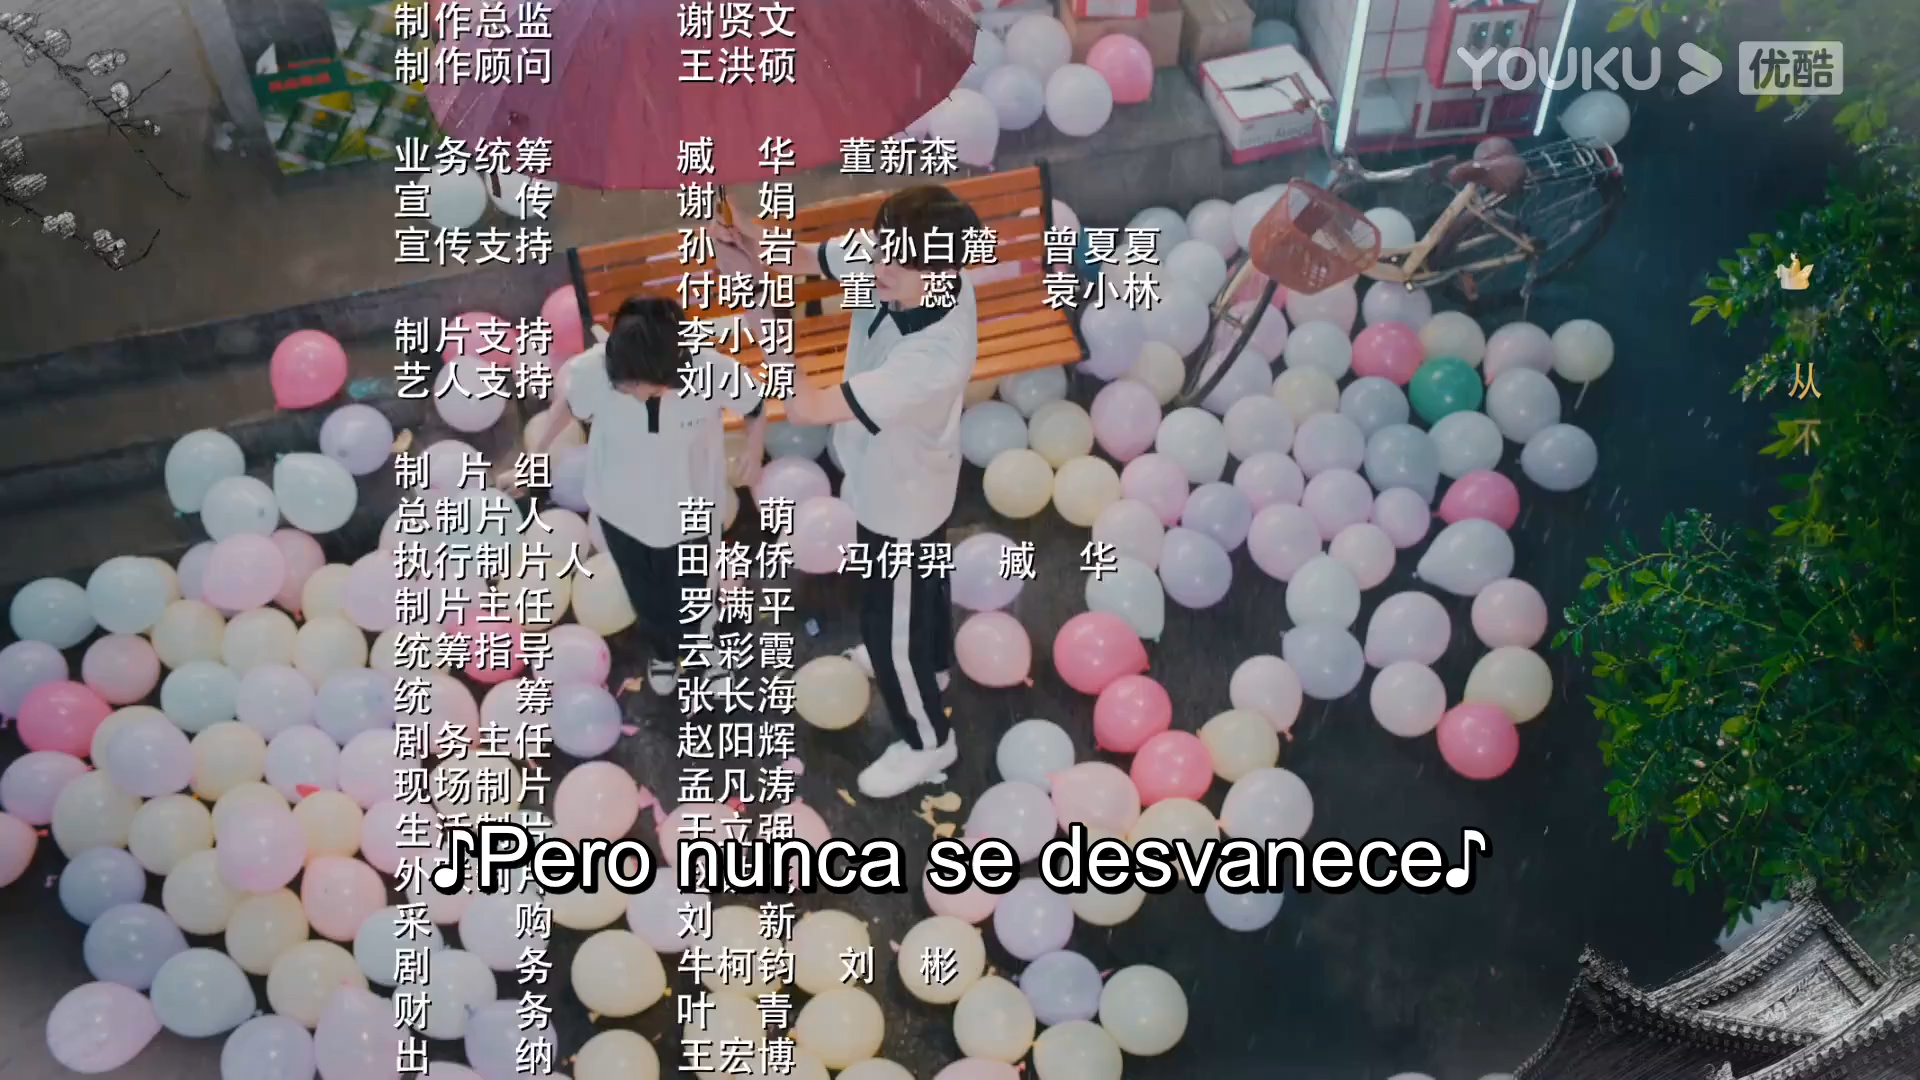 制作总监 谢贤文
制作顾问 王洪硕
YOUKU 优酷
业务统筹 臧 华 董新森
宣 传 谢 娟
宣传支持 孙 岩 公孙白麓 曾夏夏
付晓旭 董 蕊 袁小林
制片支持 李小羽
艺人支持 刘小源
从
不
制 片 组
总制片人 苗 萌
执行制片人 田格侨 冯伊羿 臧 华
制片主任 罗满平
统筹指导 云彩霞
统 筹 张长海
剧务主任 赵阳辉
现场制片 孟凡涛
生活制片 于立强
♪Pero nunca se desvanece♪
采 购 刘 新
剧 务 牛柯钧 刘 彬
财 务 叶 青
出 纳 王宏博